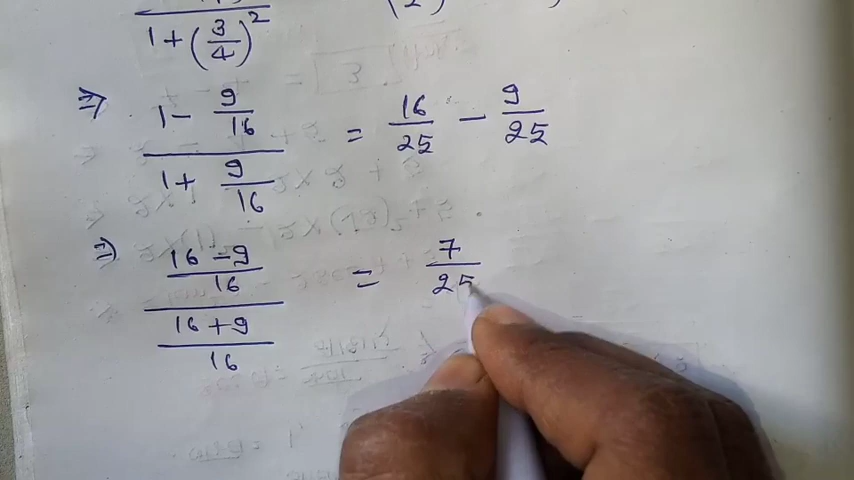 1 + (3/4)²
⇒ (1 - 9/16)/(1 + 9/16) = 16/25 - 9/25
⇒ ((16 - 9)/16)/((16 + 9)/16) = 7/25